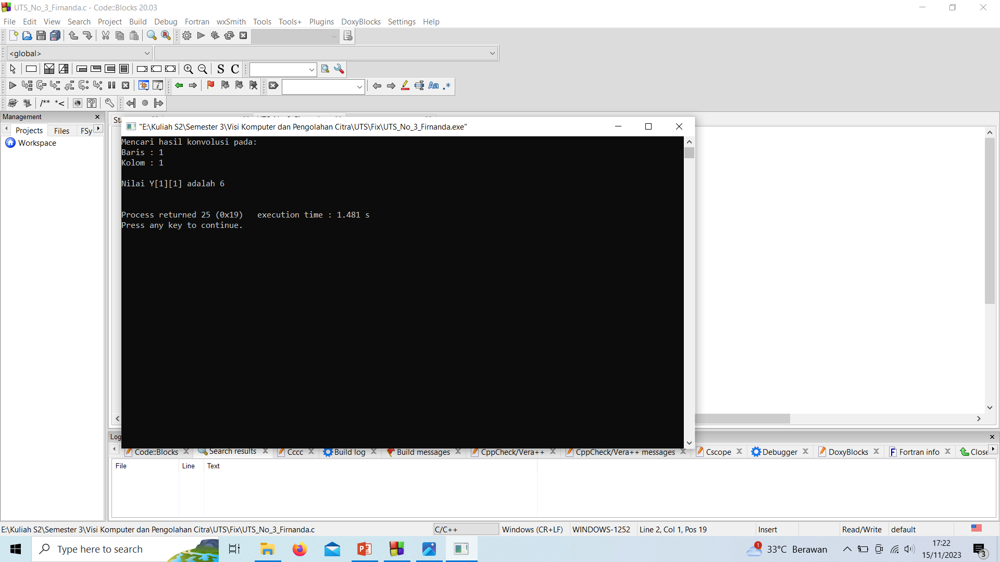 UTS_No_3_Firnanda.c - Code::Blocks 20.03
File Edit View Search Project Build Debug Fortran wxSmith Tools Tools+ Plugins DoxyBlocks Settings Help
<global>
S C
/** *<
Management
Projects Files FSy
Workspace
Sta
"E:\Kuliah S2\Semester 3\Visi Komputer dan Pengolahan Citra\UTS\Fix\UTS_No_3_Firnanda.exe"
Mencari hasil konvolusi pada:
Baris : 1
Kolom : 1
Nilai Y[1][1] adalah 6
Process returned 25 (0x19)   execution time : 1.481 s
Press any key to continue.
Log
Code::Blocks Search results Cccc Build log Build messages CppCheck/Vera++ CppCheck/Vera++ messages Cscope Debugger DoxyBlocks Fortran info Close
File Line Text
E:\Kuliah S2\Semester 3\Visi Komputer dan Pengolahan Citra\UTS\Fix\UTS_No_3_Firnanda.c C/C++ Windows (CR+LF) WINDOWS-1252 Line 2, Col 1, Pos 19 Insert Read/Write default
Type here to search
1 33°C Berawan
17:22
15/11/2023
3